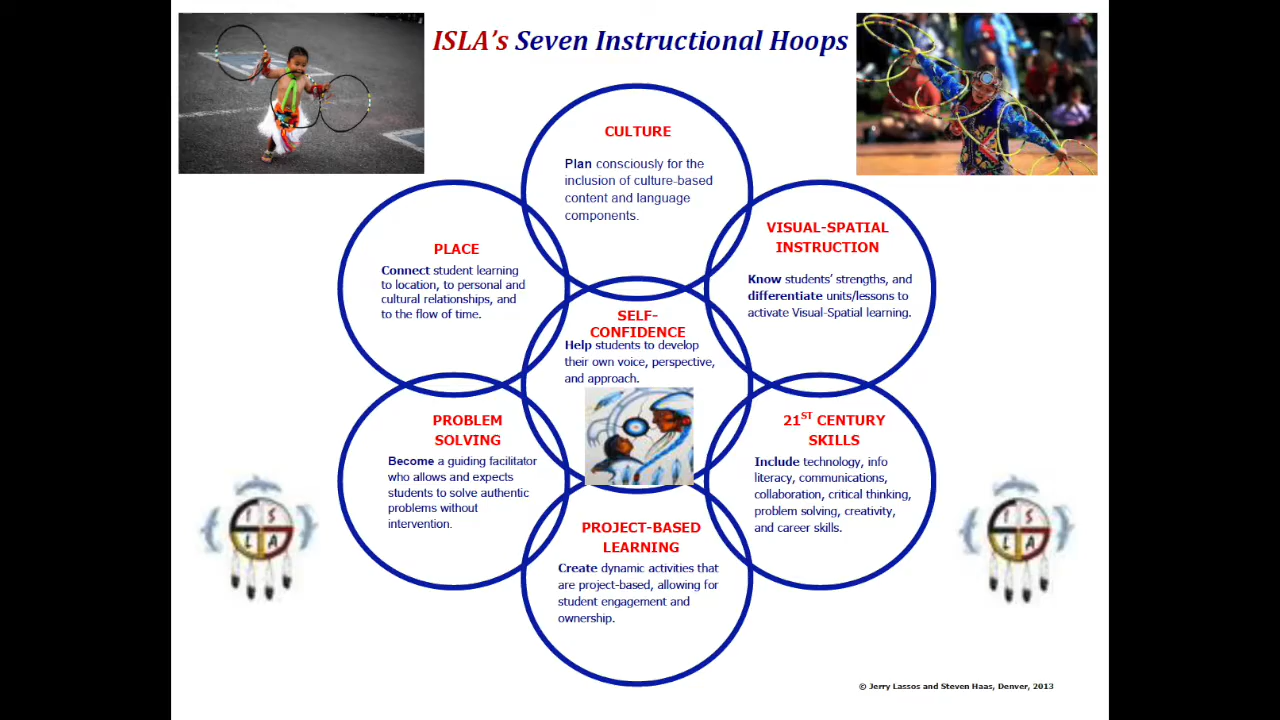 ISLA's Seven Instructional Hoops
CULTURE
Plan consciously for the
inclusion of culture-based
content and language
components.
PLACE
Connect student learning
to location, to personal and
cultural relationships, and
to the flow of time.
VISUAL-SPATIAL
INSTRUCTION
Know students' strengths, and
differentiate units/lessons to
activate Visual-Spatial learning.
SELF-
CONFIDENCE
Help students to develop
their own voice, perspective,
and approach.
PROBLEM
SOLVING
Become a guiding facilitator
who allows and expects
students to solve authentic
problems without
intervention.
21ST CENTURY
SKILLS
Include technology, info
literacy, communications,
collaboration, critical thinking,
problem solving, creativity,
and career skills.
PROJECT-BASED
LEARNING
Create dynamic activities that
are project-based, allowing for
student engagement and
ownership.
I S
L A
I S
L A
© Jerry Lassos and Steven Haas, Denver, 2013